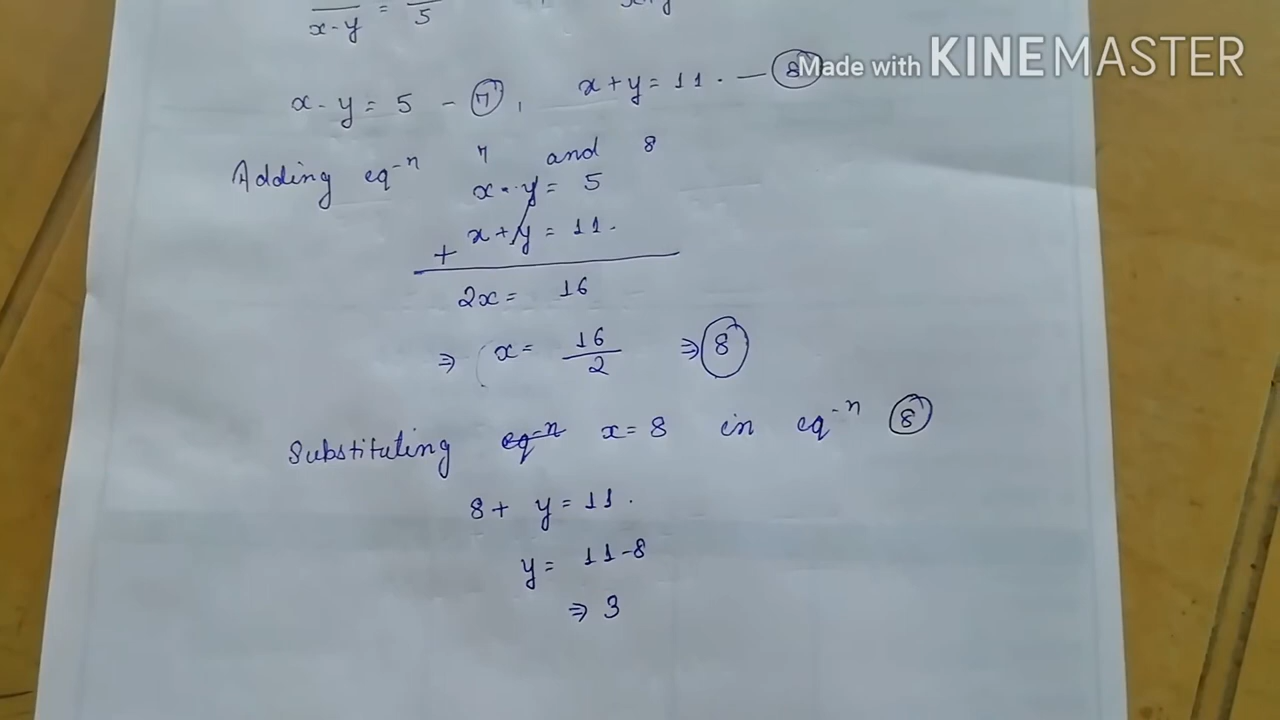 x-y = 5
Made with KINEMASTER
x - y = 5 - (7), x + y = 11. — (8)
Adding eq-n 7 and 8
x - y = 5
+ x + y = 11.
2x = 16
⇒ x = 16/2 ⇒ 8
Substituting eq-n x = 8 in eq-n (8)
8 + y = 11.
y = 11-8
⇒ 3